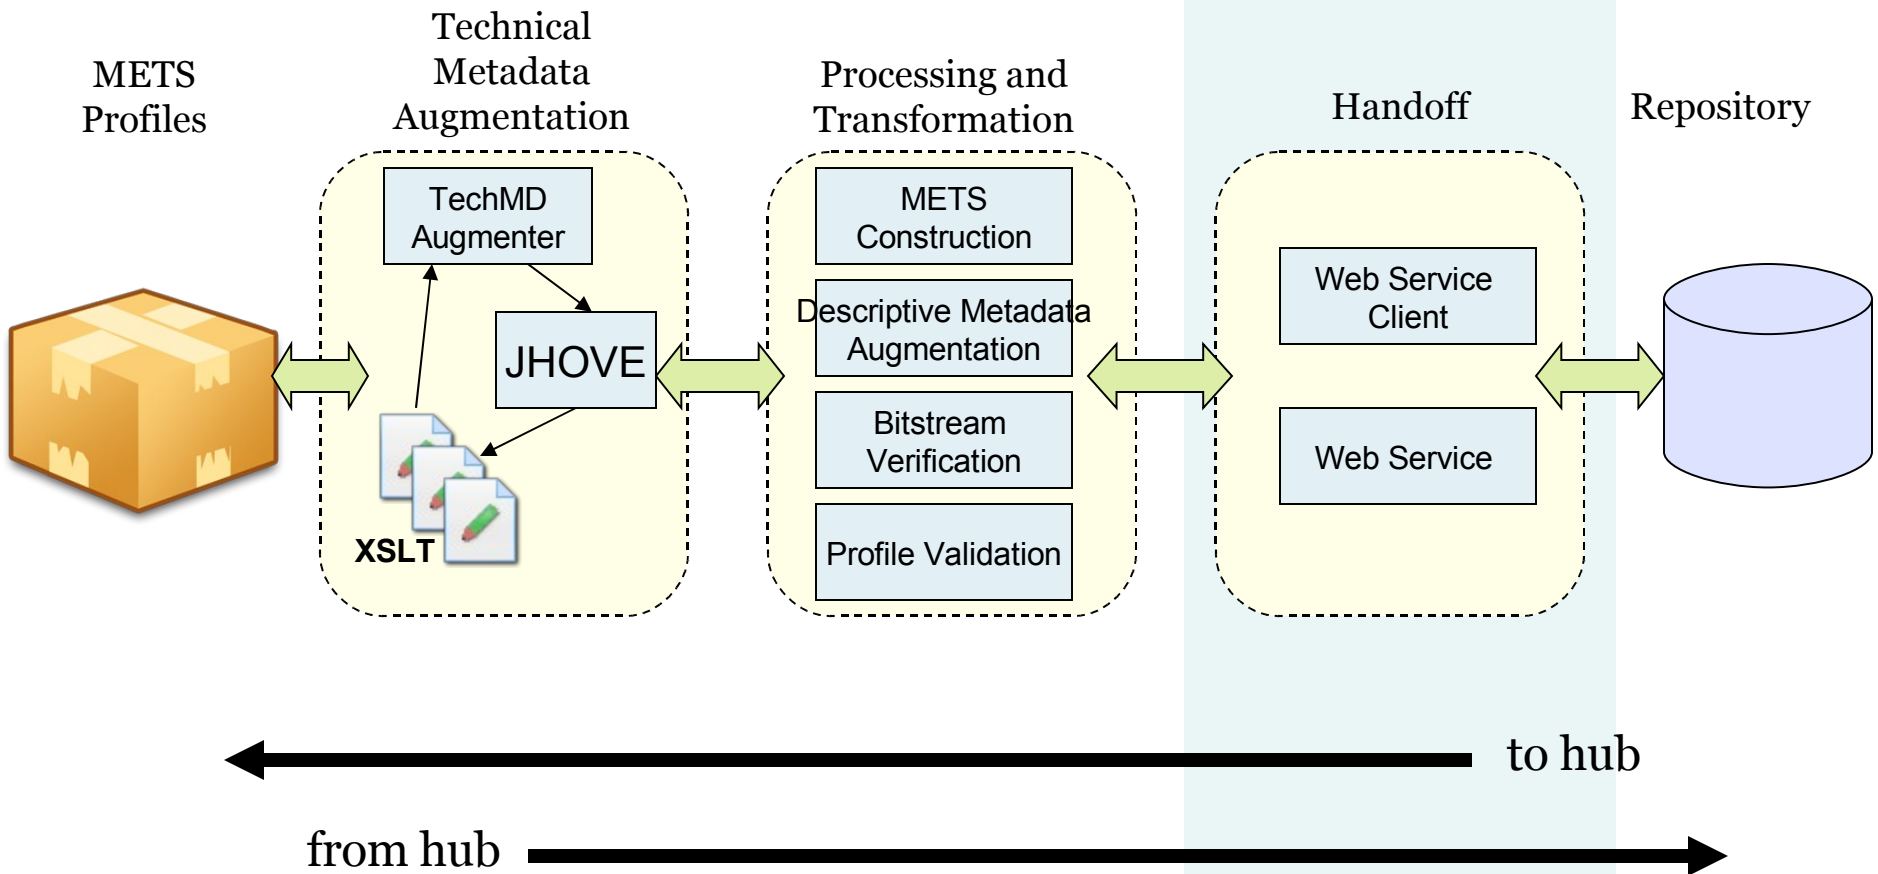 METS
Profiles
Technical
Metadata
Augmentation
Processing and
Transformation
Handoff
Repository
TechMD
Augmenter
JHOVE
XSLT
METS
Construction
Descriptive Metadata
Augmentation
Bitstream
Verification
Profile Validation
Web Service
Client
Web Service
to hub
from hub